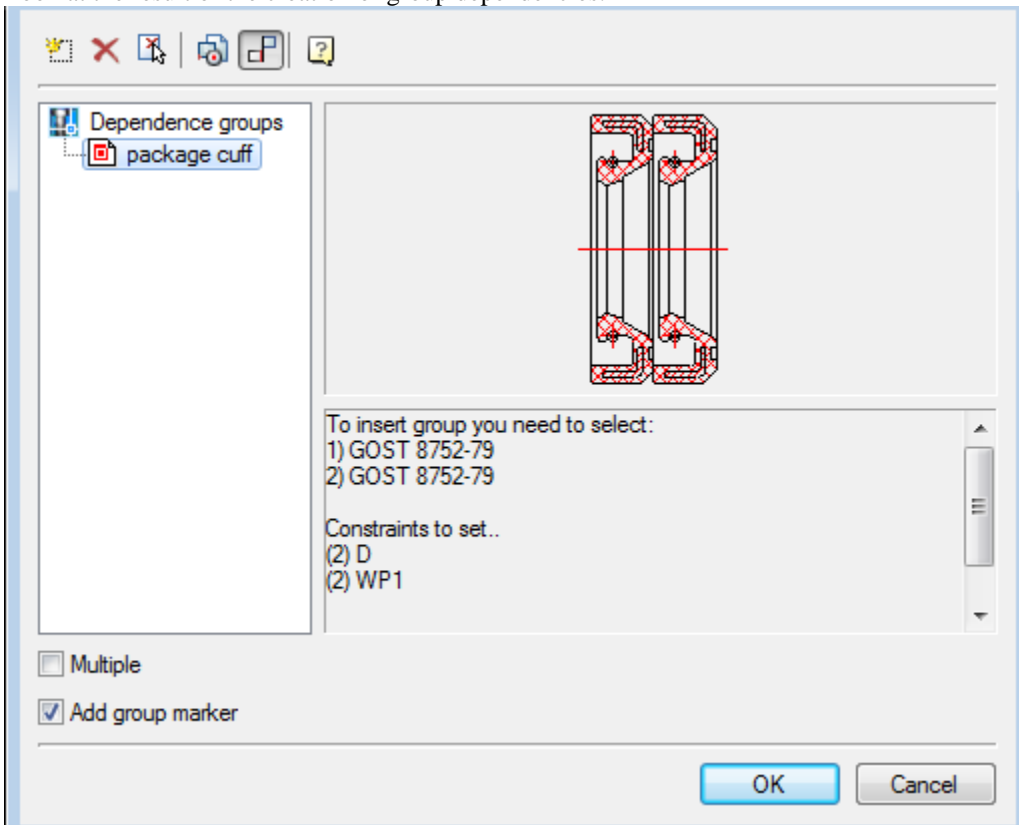 Dependence groups
package cuff
To insert group you need to select:
1) GOST 8752-79
2) GOST 8752-79
Constraints to set..
(2) D
(2) WP1
Multiple
Add group marker
OK
Cancel